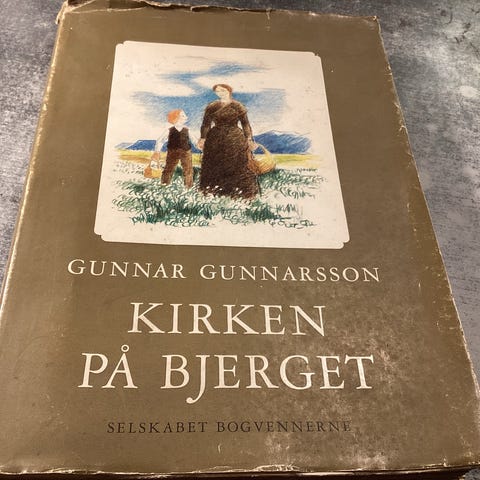 GUNNAR GUNNARSSON
KIRKEN
PÅ BJERGET
SELSKABET BOGVENNERNE